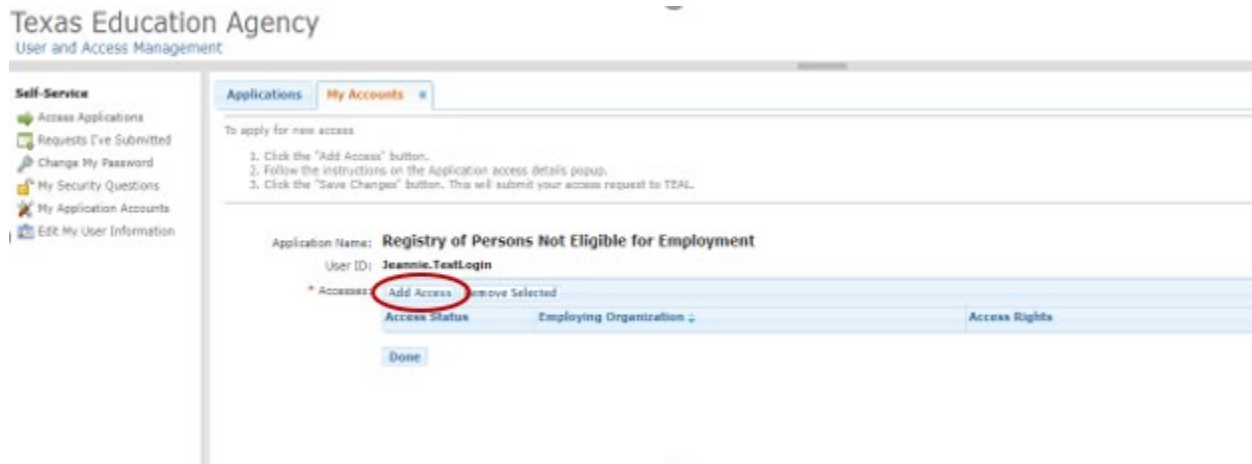 Texas Education Agency
User and Access Management
Self-Service
Access Applications
Requests I've Submitted
Change My Password
My Security Questions
My Application Accounts
Edit My User Information
Applications
My Accounts
To apply for new access
1. Click the "Add Access" button.
2. Follow the instructions on the Application access details popup.
3. Click the "Save Changes" button. This will submit your access request to TEAL.
Application Name: Registry of Persons Not Eligible for Employment
User ID: Jeannie.TestLogin
* Accesses: Add Access Remove Selected
Access Status Employing Organization Access Rights
Done